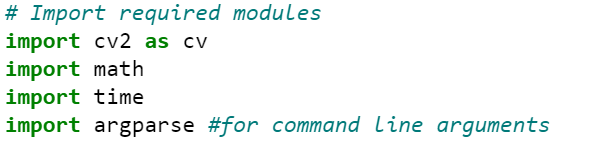 # Import required modules
import cv2 as cv
import math
import time
import argparse #for command line arguments